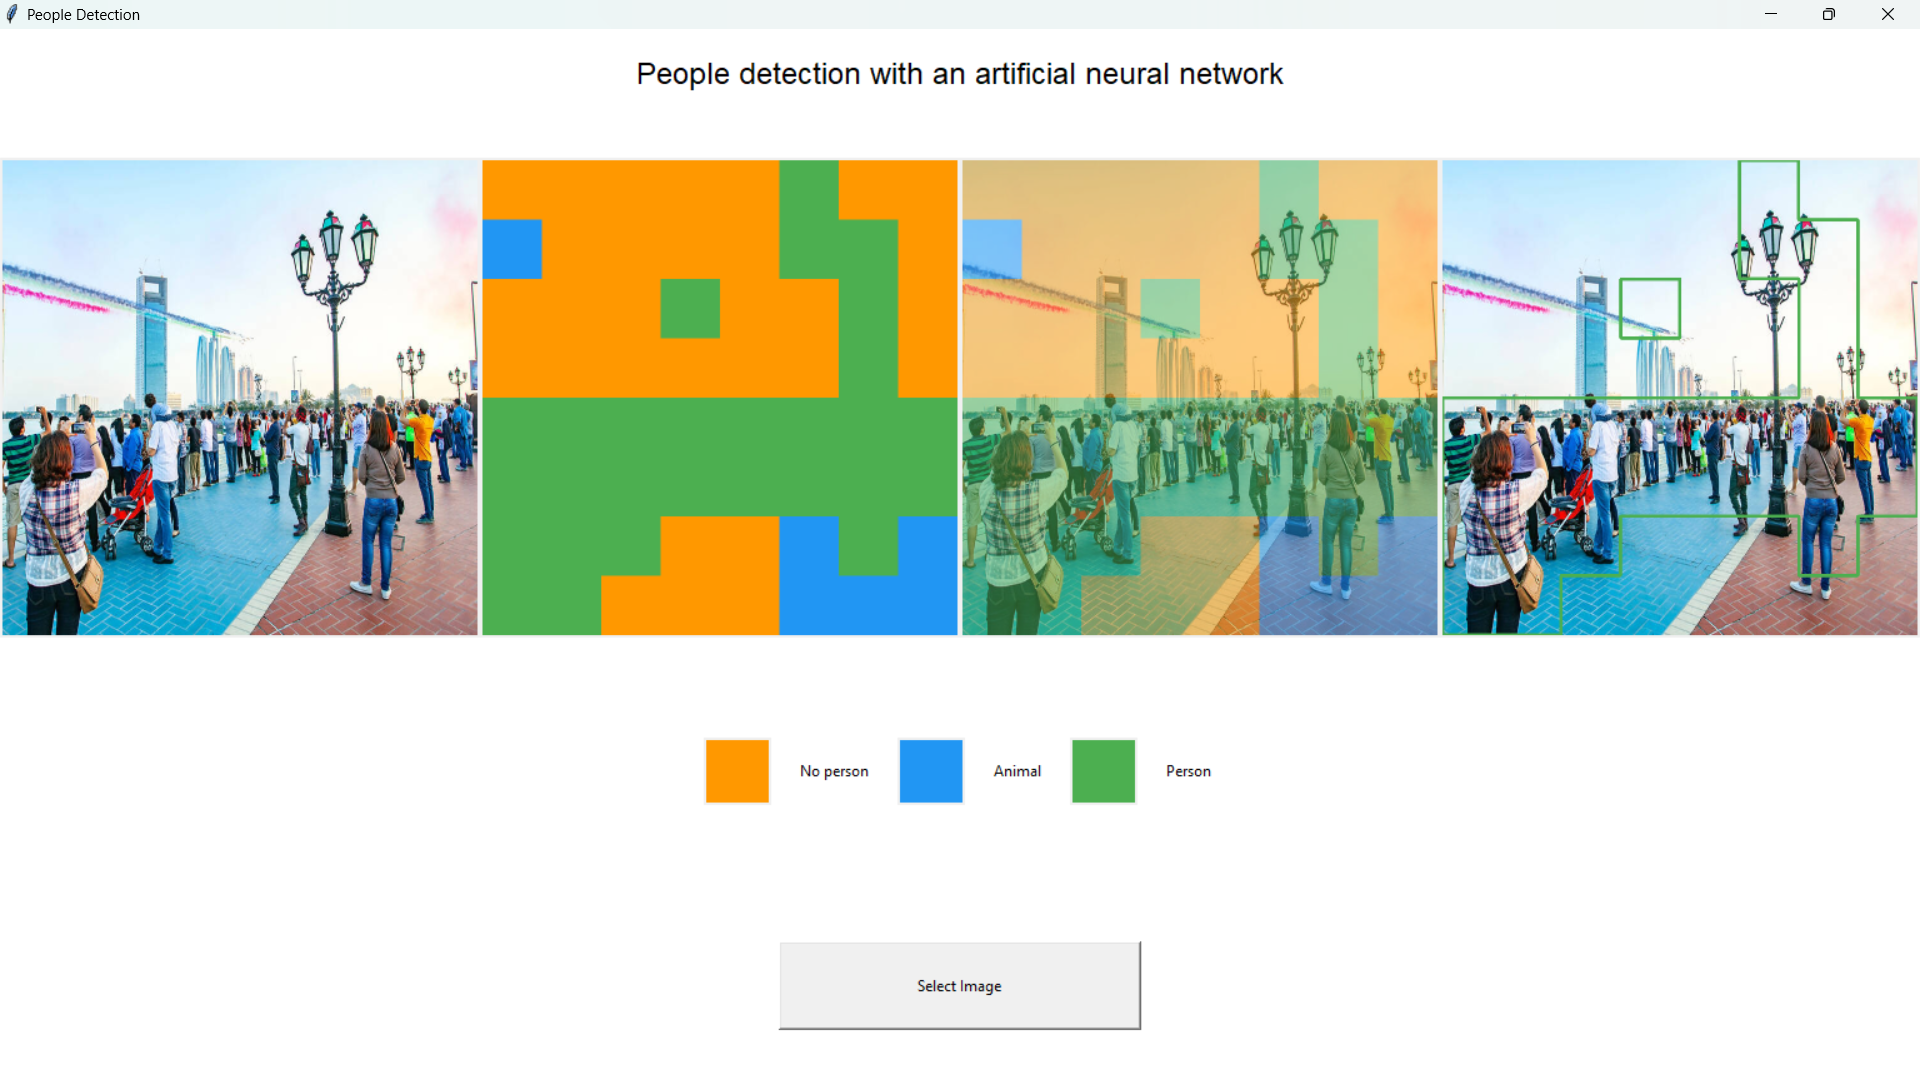 People Detection
People detection with an artificial neural network
No person
Animal
Person
Select Image